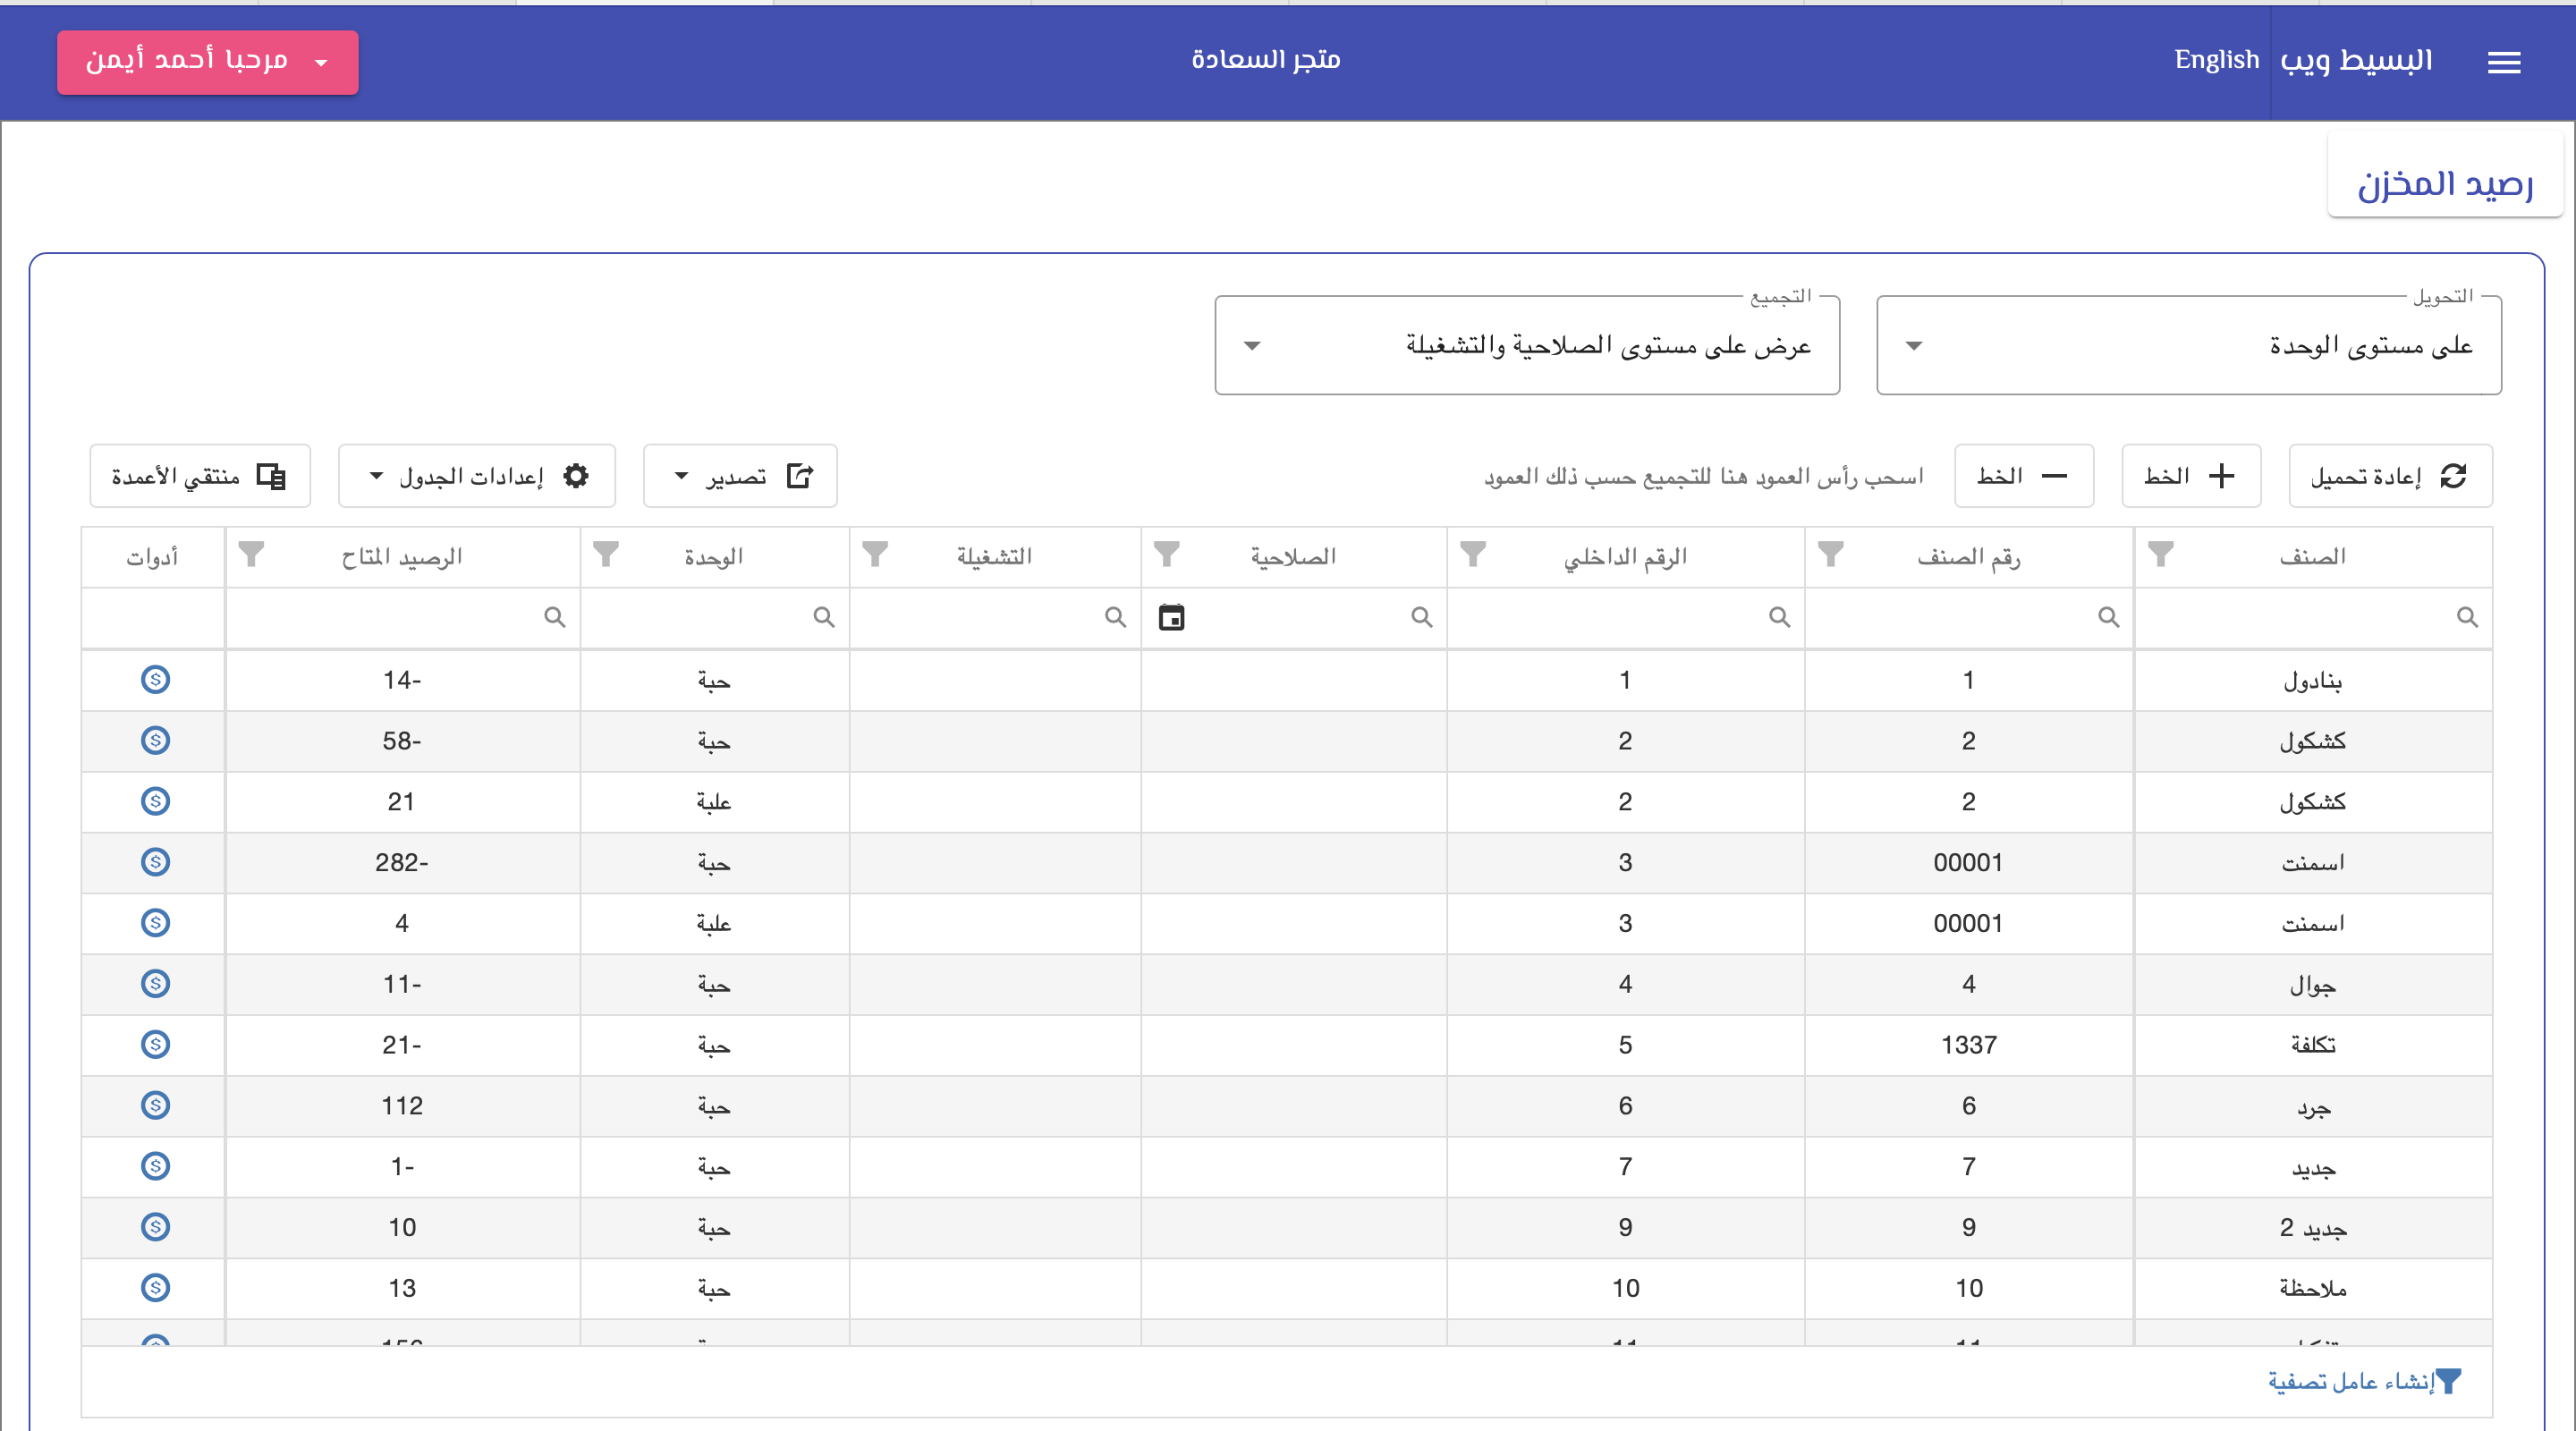 البسيط ويب English متجر السعادة مرحبا أحمد أيمن
رصيد المخزن
التحويل التجميع
على مستوى الوحدة عرض على مستوى الصلاحية والتشغيلة
إعادة تحميل + الخط − الخط اسحب رأس العمود هنا للتجميع حسب ذلك العمود تصدير إعدادات الجدول منتقي الأعمدة
الصنف رقم الصنف الرقم الداخلي الصلاحية التشغيلة الوحدة الرصيد المتاح أدوات
بنادول 1 1 حبة -14
كشكول 2 2 حبة -58
كشكول 2 2 علبة 21
اسمنت 00001 3 حبة -282
اسمنت 00001 3 علبة 4
جوال 4 4 حبة -11
تكلفة 1337 5 حبة -21
جرد 6 6 حبة 112
جديد 7 7 حبة -1
جديد 2 9 9 حبة 10
ملاحظة 10 10 حبة 13
إنشاء عامل تصفية